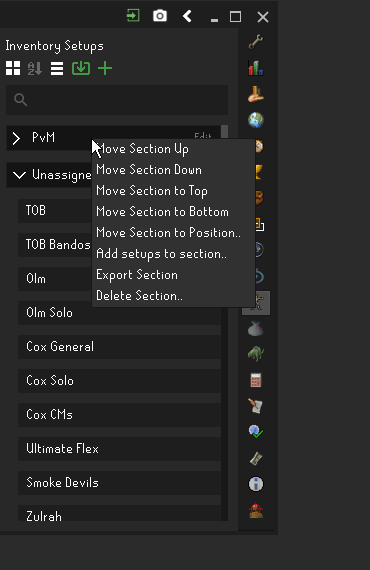 Inventory Setups
PvM
Edit
Move Section Up
Unassigne
Move Section Down
Move Section to Top
Move Section to Bottom
Move Section to Position..
Add setups to section..
Export Section
Delete Section..
TOB
TOB Bandos
Olm
Olm Solo
Cox General
Cox Solo
Cox CMs
Ultimate Flex
Smoke Devils
Zulrah